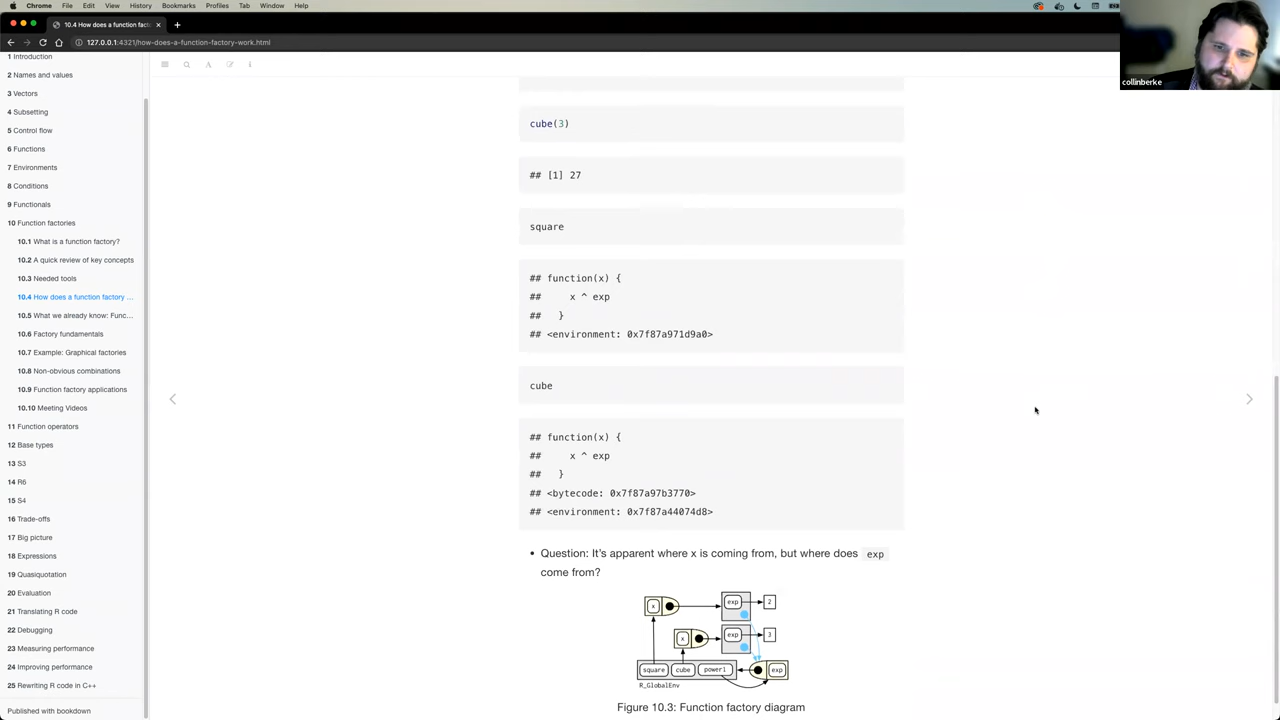 Chrome File Edit View History Bookmarks Profiles Tab Window Help
10.4 How does a function fact
127.0.0.1:4321/how-does-a-function-factory-work.html
collinberke
1 Introduction
2 Names and values
3 Vectors
4 Subsetting
5 Control flow
6 Functions
7 Environments
8 Conditions
9 Functionals
10 Function factories
10.1 What is a function factory?
10.2 A quick review of key concepts
10.3 Needed tools
10.4 How does a function factory ...
10.5 What we already know: Func...
10.6 Factory fundamentals
10.7 Example: Graphical factories
10.8 Non-obvious combinations
10.9 Function factory applications
10.10 Meeting Videos
11 Function operators
12 Base types
13 S3
14 R6
15 S4
16 Trade-offs
17 Big picture
18 Expressions
19 Quasiquotation
20 Evaluation
21 Translating R code
22 Debugging
23 Measuring performance
24 Improving performance
25 Rewriting R code in C++
Published with bookdown
cube(3)
## [1] 27
square
## function(x) {
##     x ^ exp
##   }
## <environment: 0x7f87a971d9a0>
cube
## function(x) {
##     x ^ exp
##   }
## <bytecode: 0x7f87a97b3770>
## <environment: 0x7f87a44074d8>
• Question: It's apparent where x is coming from, but where does exp
come from?
x exp 2
x exp 3
square cube power1 exp
R_GlobalEnv
Figure 10.3: Function factory diagram